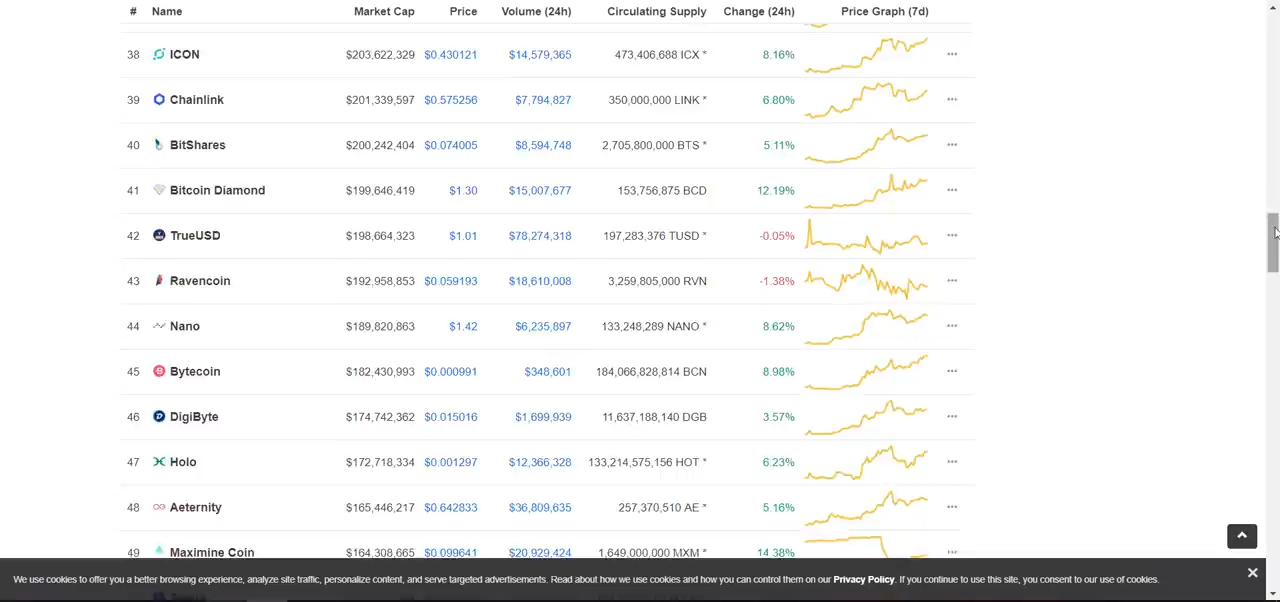 # Name Market Cap Price Volume (24h) Circulating Supply Change (24h) Price Graph (7d)
38 ICON $203,622,329 $0.430121 $14,579,365 473,406,688 ICX * 8.16%
39 Chainlink $201,339,597 $0.575256 $7,794,827 350,000,000 LINK * 6.80%
40 BitShares $200,242,404 $0.074005 $8,594,748 2,705,800,000 BTS * 5.11%
41 Bitcoin Diamond $199,646,419 $1.30 $15,007,677 153,756,875 BCD 12.19%
42 TrueUSD $198,664,323 $1.01 $78,274,318 197,283,376 TUSD * -0.05%
43 Ravencoin $192,958,853 $0.059193 $18,610,008 3,259,805,000 RVN -1.38%
44 Nano $189,820,863 $1.42 $6,235,897 133,248,289 NANO * 8.62%
45 Bytecoin $182,430,993 $0.000991 $348,601 184,066,828,814 BCN 8.98%
46 DigiByte $174,742,362 $0.015016 $1,699,939 11,637,188,140 DGB 3.57%
47 Holo $172,718,334 $0.001297 $12,366,328 133,214,575,156 HOT * 6.23%
48 Aeternity $165,446,217 $0.642833 $36,809,635 257,370,510 AE * 5.16%
49 Maximine Coin $164,308,665 $0.099641 $20,929,424 1,649,000,000 MXM * 14.38%
We use cookies to offer you a better browsing experience, analyze site traffic, personalize content, and serve targeted advertisements. Read about how we use cookies and how you can control them on our Privacy Policy. If you continue to use this site, you consent to our use of cookies.